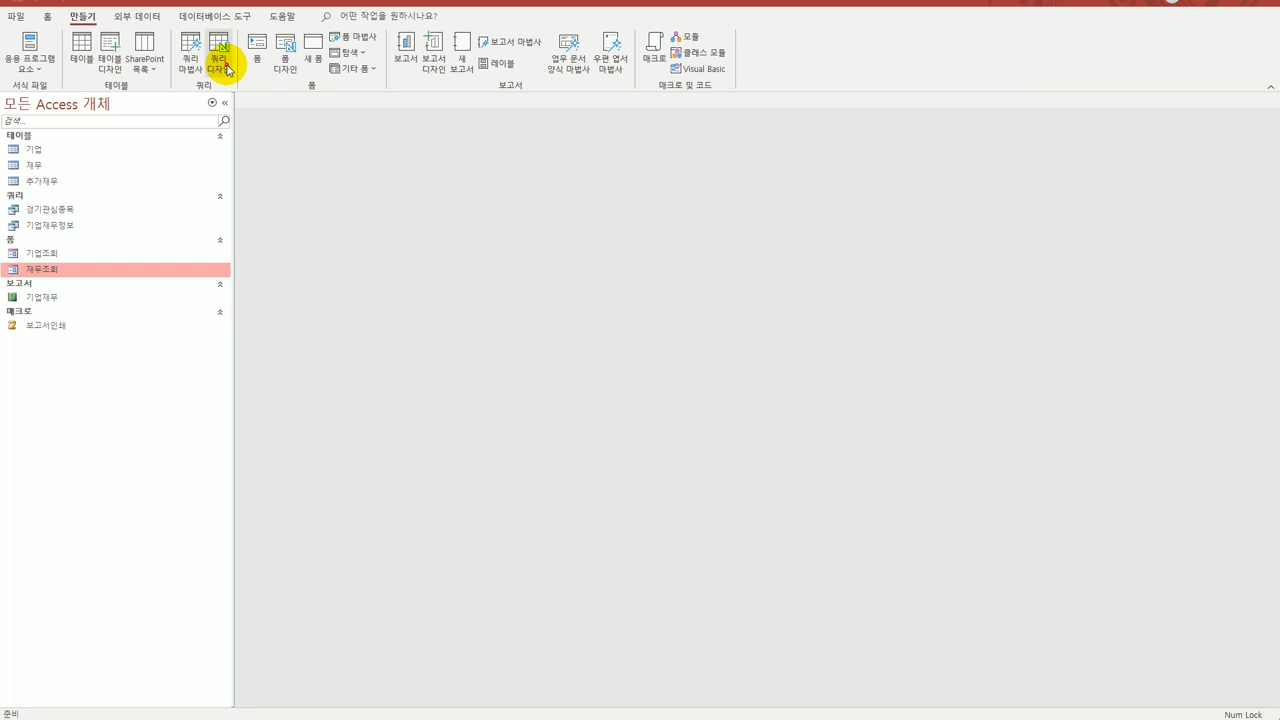 파일 홈 만들기 외부 데이터 데이터베이스 도구 도움말 어떤 작업을 원하시나요?
응용 프로그램 요소
서식 파일
테이블
테이블 디자인
SharePoint 목록
테이블
쿼리 마법사
쿼리 디자인
쿼리
폼
폼 디자인
새 폼
폼 마법사
탐색
기타 폼
폼
보고서
보고서 디자인
새 보고서
보고서 마법사
레이블
업무 문서 양식 마법사
우편 엽서 마법사
보고서
매크로
모듈
클래스 모듈
Visual Basic
매크로 및 코드
모든 Access 개체
검색...
테이블
기업
재무
추가재무
쿼리
경기관심종목
기업재무정보
폼
기업조회
재무조회
보고서
기업재무
매크로
보고서인쇄
준비
Num Lock